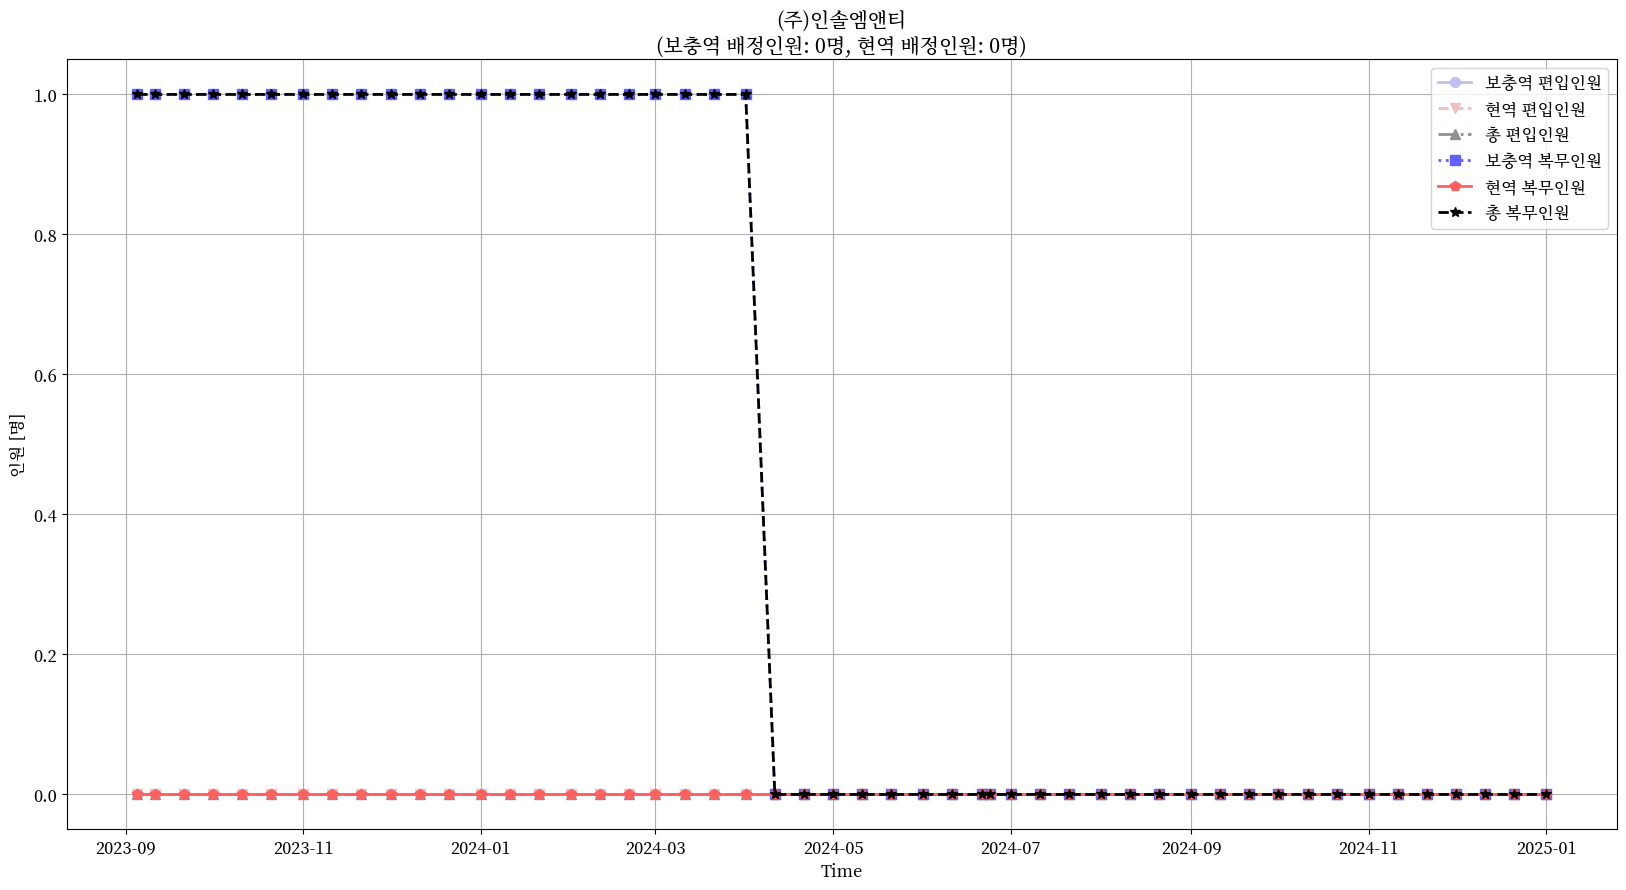 (주)인솔엠앤티
(보충역 배정인원: 0명, 현역 배정인원: 0명)
보충역 편입인원
현역 편입인원
총 편입인원
보충역 복무인원
현역 복무인원
총 복무인원
인원 [명]
1.0
0.8
0.6
0.4
0.2
0.0
2023-09
2023-11
2024-01
2024-03
2024-05
2024-07
2024-09
2024-11
2025-01
Time